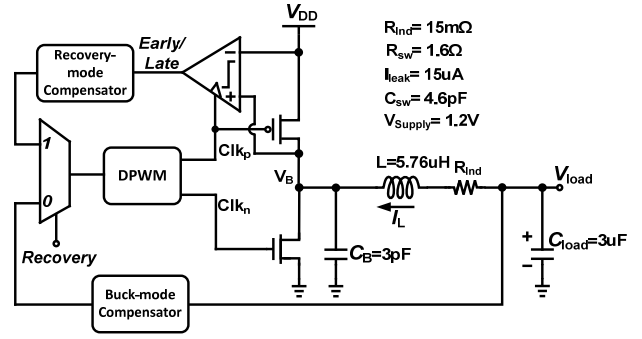 V_DD
R_Ind= 15mΩ
R_sw= 1.6Ω
I_leak= 15uA
C_sw= 4.6pF
V_Supply= 1.2V
Early/
Late
Recovery-
mode
Compensator
−
+
1
0
DPWM
Clk_p
Clk_n
V_B
L=5.76uH
R_Ind
V_load
I_L
Recovery
C_B=3pF
+
−
C_load=3uF
Buck-mode
Compensator